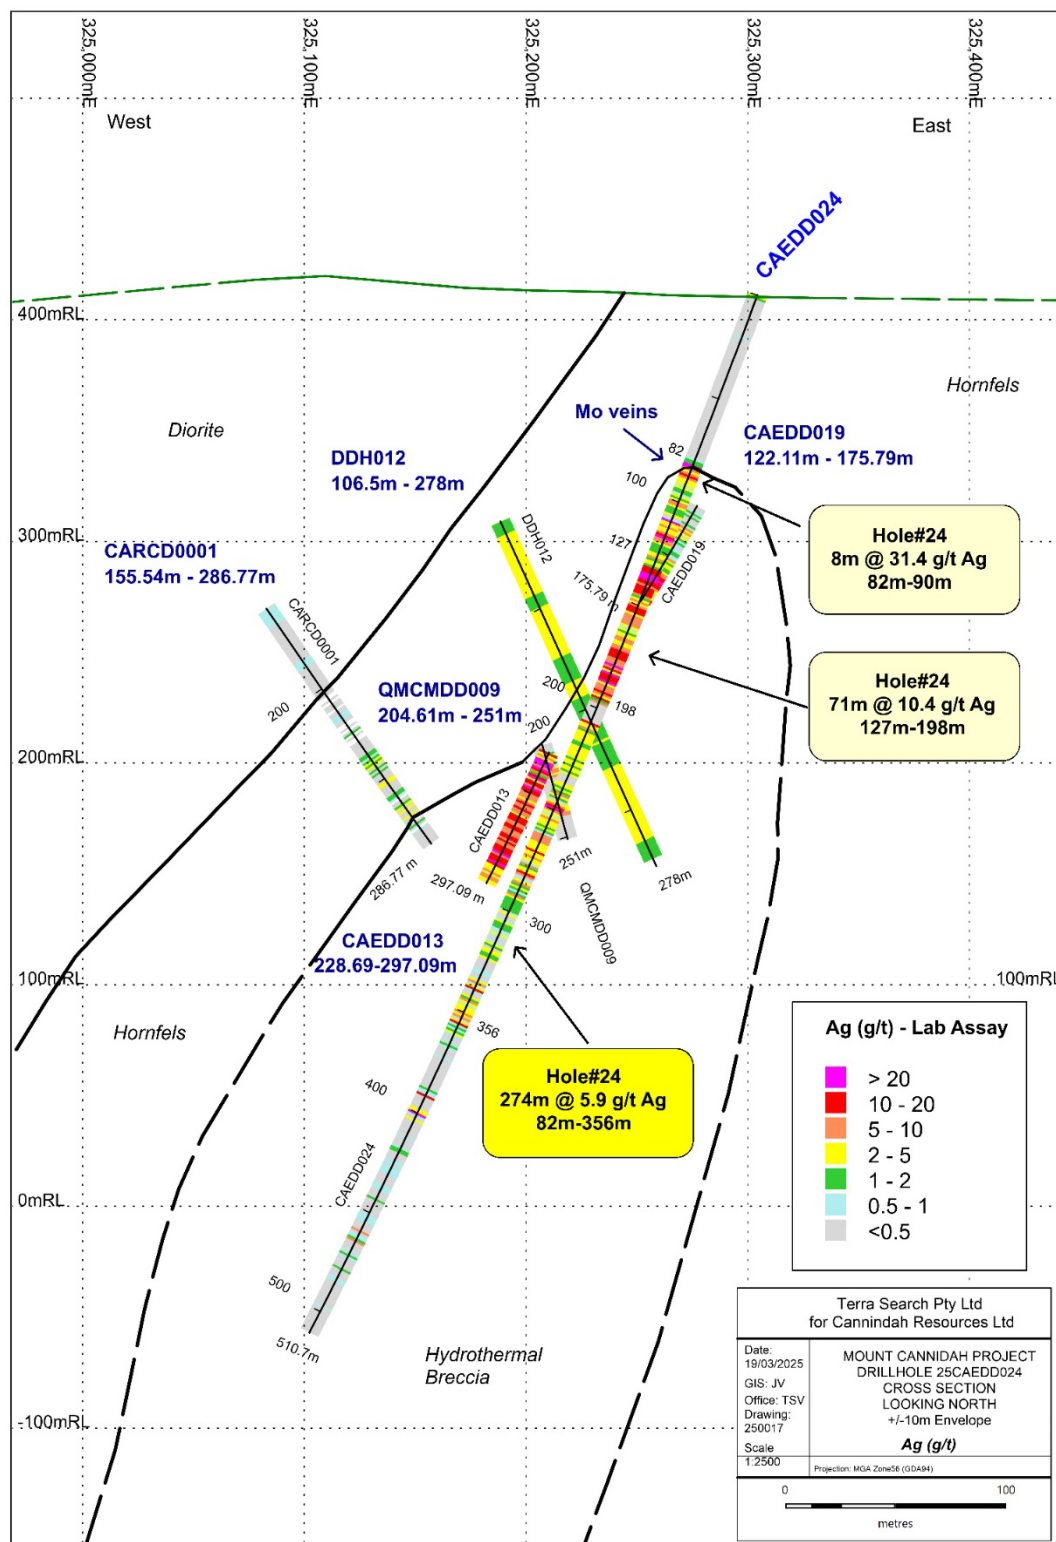 325,000mE
325,100mE
325,200mE
325,300mE
325,400mE
West
East
CAEDD024
400mRL
Hornfels
Diorite
Mo veins
82
CAEDD019
122.11m - 175.79m
DDH012
106.5m - 278m
100
Hole#24
8m @ 31.4 g/t Ag
82m-90m
300mRL
DDH012
127
CAEDD019
CARCD0001
155.54m - 286.77m
175.79 m
CARCD0001
QMCMDD009
204.61m - 251m
200
200
198
200
Hole#24
71m @ 10.4 g/t Ag
127m-198m
200mRL
CAEDD013
286.77 m
297.09 m
251m
278m
QMCMDD009
300
CAEDD013
228.69-297.09m
100mRL
100mRL
Hornfels
356
Hole#24
274m @ 5.9 g/t Ag
82m-356m
400
CAEDD024
Ag (g/t) - Lab Assay
> 20
10 - 20
5 - 10
2 - 5
1 - 2
0.5 - 1
<0.5
0mRL
500
510.7m
Hydrothermal
Breccia
-100mRL
Terra Search Pty Ltd
for Cannindah Resources Ltd
Date:
19/03/2025
GIS: JV
Office: TSV
Drawing:
250017
Scale
1:2500
MOUNT CANNIDAH PROJECT
DRILLHOLE 25CAEDD024
CROSS SECTION
LOOKING NORTH
+/-10m Envelope
Ag (g/t)
Projection: MGA Zone56 (GDA94)
0
100
metres